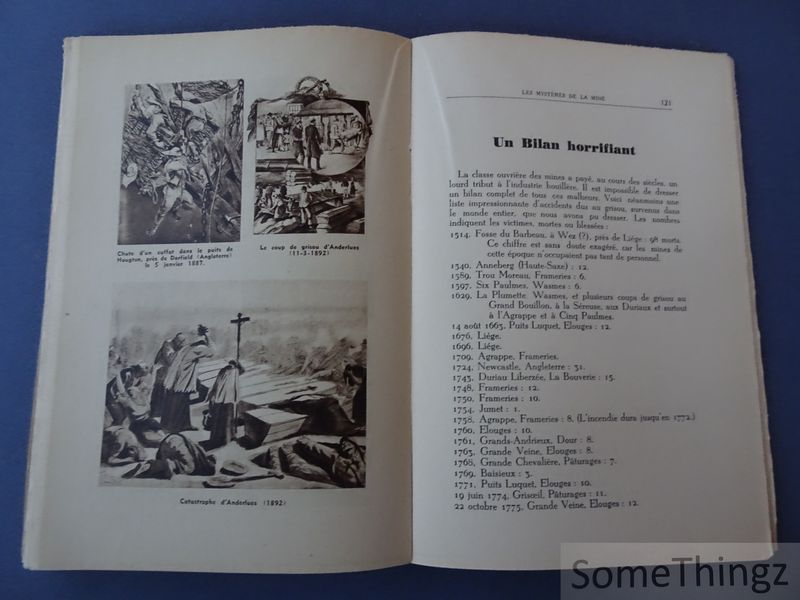 Chute d'un cuffat dans le puits de
Hougton, près de Darfield (Angleterre)
le 5 janvier 1887.
Le coup de grisou d'Anderlues
(11-3-1892)
Catastrophe d'Anderlues (1892)
LES MYSTÈRES DE LA MINE
121
Un Bilan horrifiant
La classe ouvrière des mines a payé, au cours des siècles, un
lourd tribut à l'industrie houillère. Il est impossible de dresser
un bilan complet de tous ces malheurs. Voici néanmoins une
liste impressionnante d'accidents dus au grisou, survenus dans
le monde entier, que nous avons pu dresser. Les nombres
indiquent les victimes, mortes ou blessées :
1514. Fosse du Barbeau, à Wez (?), près de Liége : 98 morts.
Ce chiffre est sans doute exagéré, car les mines de
cette époque n'occupaient pas tant de personnel.
1540. Anneberg (Haute-Saxe) : 12.
1589. Trou Moreau, Frameries : 6.
1597. Six Paulmes, Wasmes : 6.
1629. La Plumette Wasmes, et plusieurs coups de grisou au
Grand Bouillon, à la Séreuse, aux Duriaux et surtout
à l'Agrappe et à Cinq Paulmes.
14 août 1663, Puits Luquet, Elouges : 12.
1676, Liége.
1696, Liége.
1709, Agrappe, Frameries.
1724, Newcastle, Angleterre : 31.
1743, Duriau Liberzée, La Bouverie : 15.
1748, Frameries : 12.
1750, Frameries : 10.
1754, Jumet : 1.
1758, Agrappe, Frameries : 8. (L'incendie dura jusqu'en 1772.)
1760, Elouges : 10.
1761, Grands-Andrieux, Dour : 8.
1763, Grande Veine, Elouges : 8.
1768, Grande Chevalière, Pâturages : 7.
1769, Baisieux : 3.
1771, Puits Luquet, Elouges : 10.
19 juin 1774, Grisœil, Pâturages : 11.
22 octobre 1775, Grande Veine, Elouges : 12.
SomeThingz